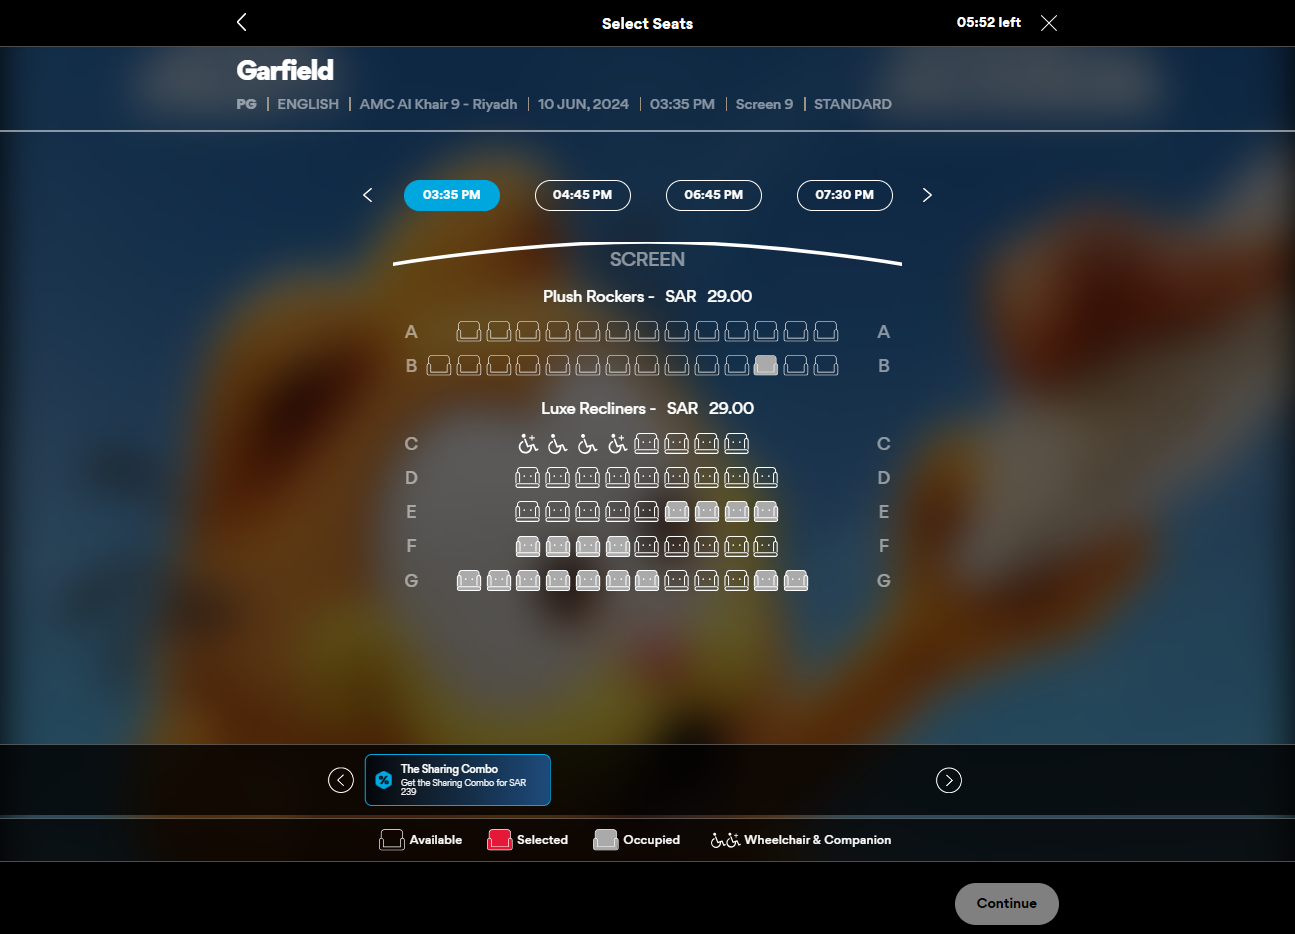 Select Seats
05:52 left
Garfield
PG | ENGLISH | AMC Al Khair 9 - Riyadh | 10 JUN, 2024 | 03:35 PM | Screen 9 | STANDARD
03:35 PM 04:45 PM 06:45 PM 07:30 PM
SCREEN
Plush Rockers - SAR 29.00
A A
B B
Luxe Recliners - SAR 29.00
C C
D D
E E
F F
G G
The Sharing Combo
Get the Sharing Combo for SAR
239
Available Selected Occupied Wheelchair & Companion
Continue